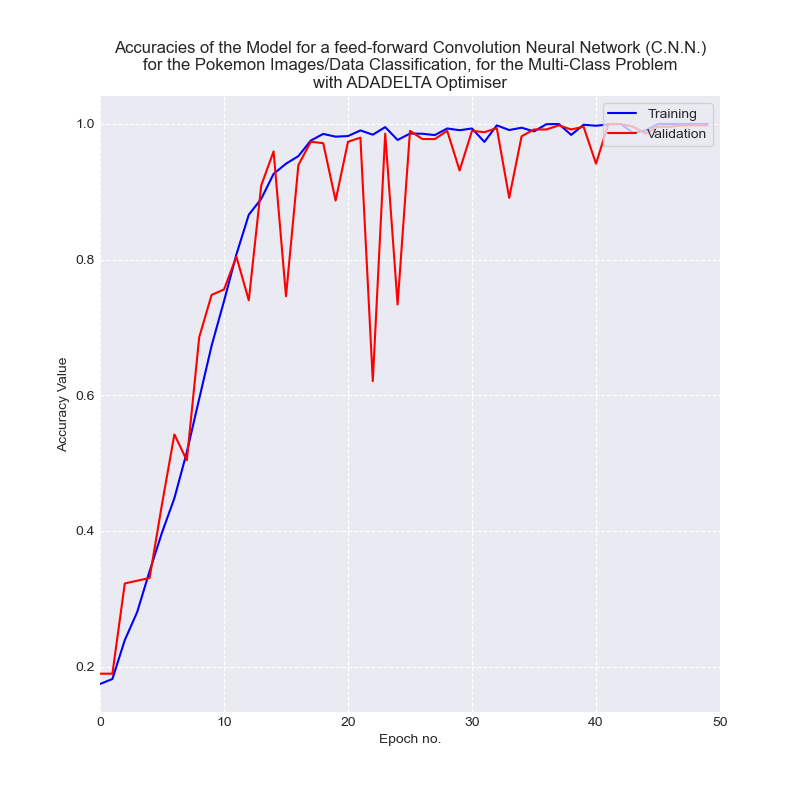 Accuracies of the Model for a feed-forward Convolution Neural Network (C.N.N.)
for the Pokemon Images/Data Classification, for the Multi-Class Problem
with ADADELTA Optimiser
Training
Validation
1.0
0.8
0.6
0.4
0.2
Accuracy Value
0 10 20 30 40 50
Epoch no.